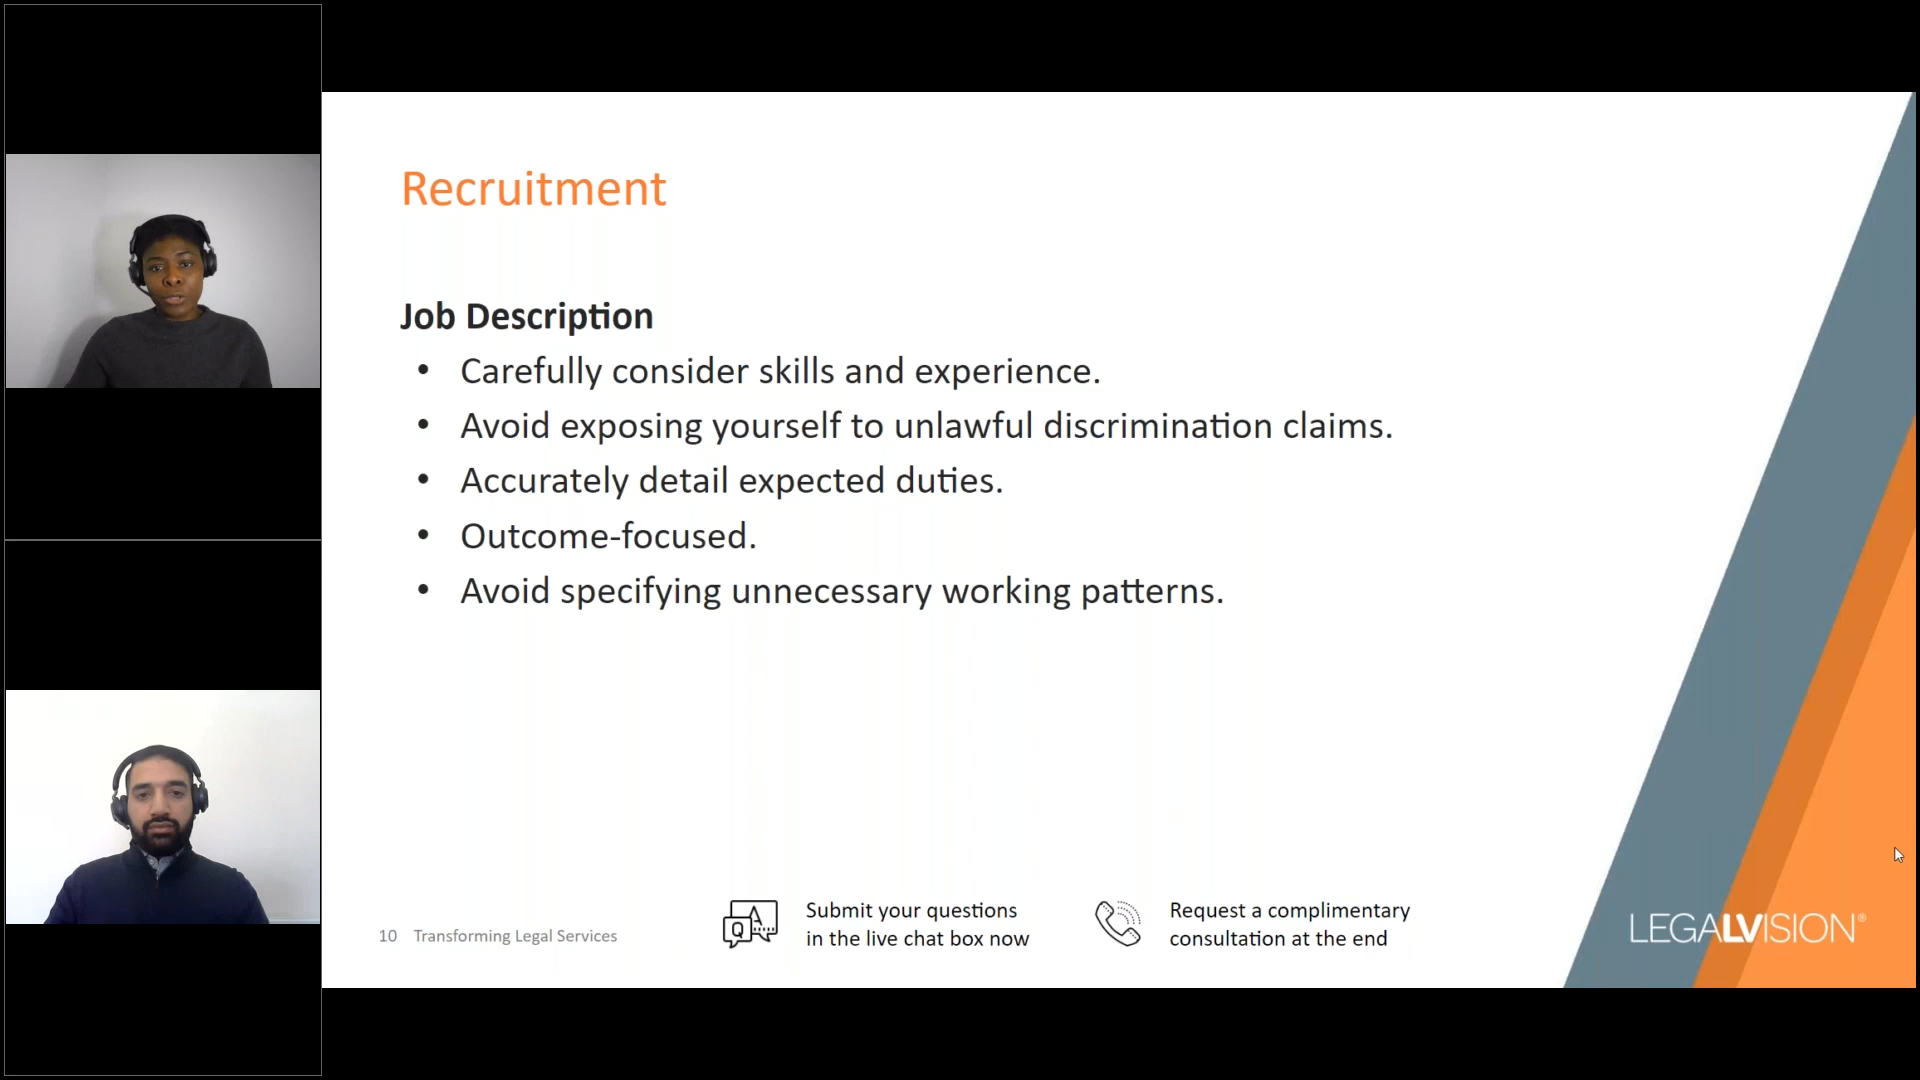 Recruitment
Job Description
• Carefully consider skills and experience.
• Avoid exposing yourself to unlawful discrimination claims.
• Accurately detail expected duties.
• Outcome-focused.
• Avoid specifying unnecessary working patterns.
10 Transforming Legal Services
Q A
Submit your questions
in the live chat box now
Request a complimentary
consultation at the end
LEGALVISION®